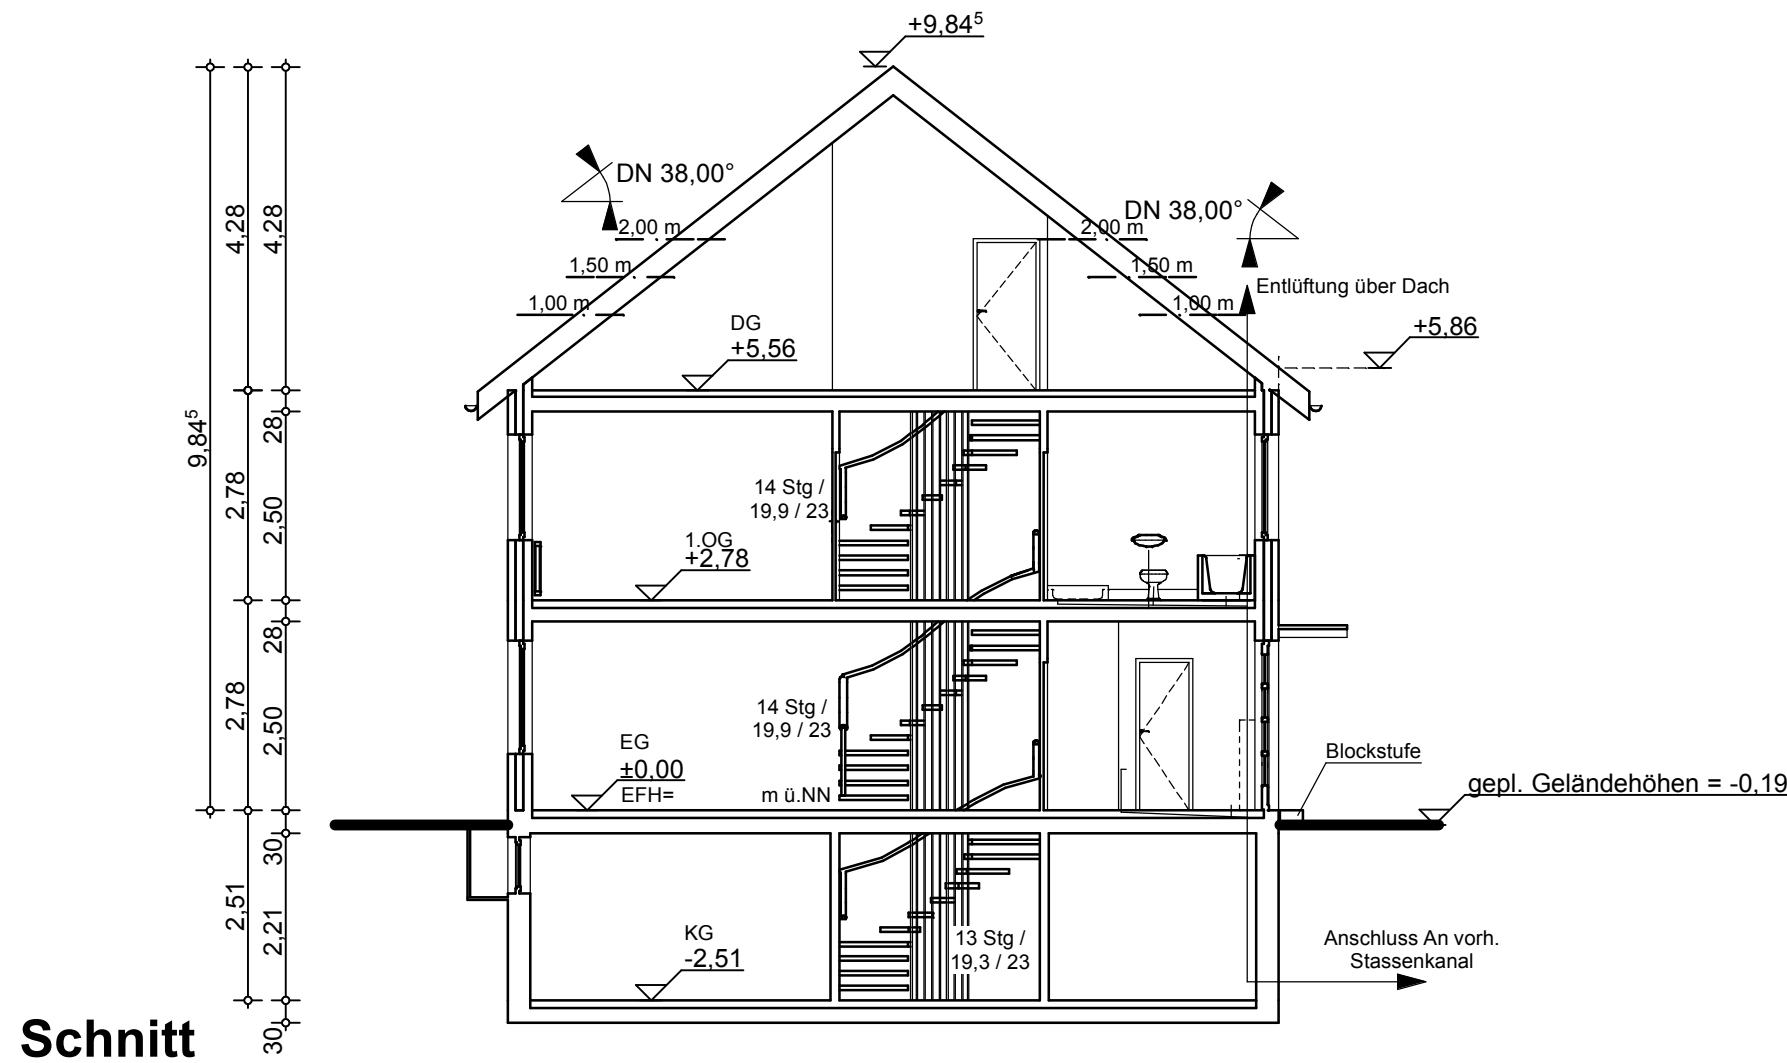 +9,84⁵
DN 38,00°
DN 38,00°
2,00 m
2,00 m
1,50 m
1,50 m
1,00 m
1,00 m
Entlüftung über Dach
+5,86
DG
+5,56
4,28
4,28
9,84⁵
28
2,78
2,50
14 Stg /
19,9 / 23
1.OG
+2,78
28
2,78
2,50
14 Stg /
19,9 / 23
EG
±0,00
EFH=
m ü.NN
Blockstufe
gepl. Geländehöhen = -0,19
30
2,51
2,21
KG
-2,51
13 Stg /
19,3 / 23
Anschluss An vorh.
Stassenkanal
30
Schnitt